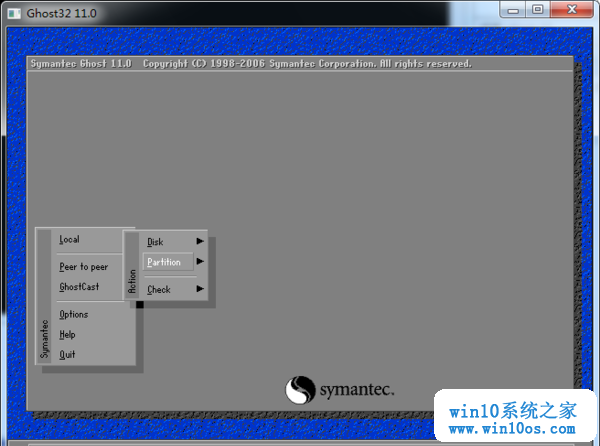 Ghost32 11.0
Symantec Ghost 11.0 Copyright (C) 1998-2006 Symantec Corporation. All rights reserved.
Local
Peer to peer
GhostCast
Options
Help
Quit
Symantec
Disk
Partition
Check
Action
symantec.
win10系统之家
www.win10os.com